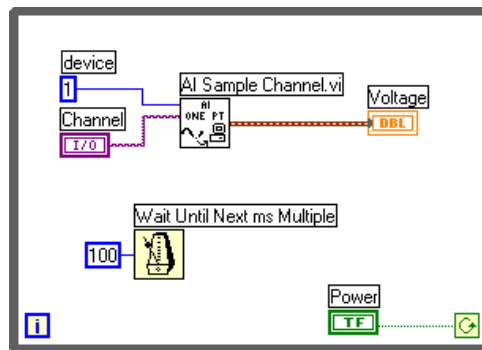 device
1
AI Sample Channel.vi
AI
ONE PT
Voltage
DBL
Channel
I/O
Wait Until Next ms Multiple
100
Power
TF
i